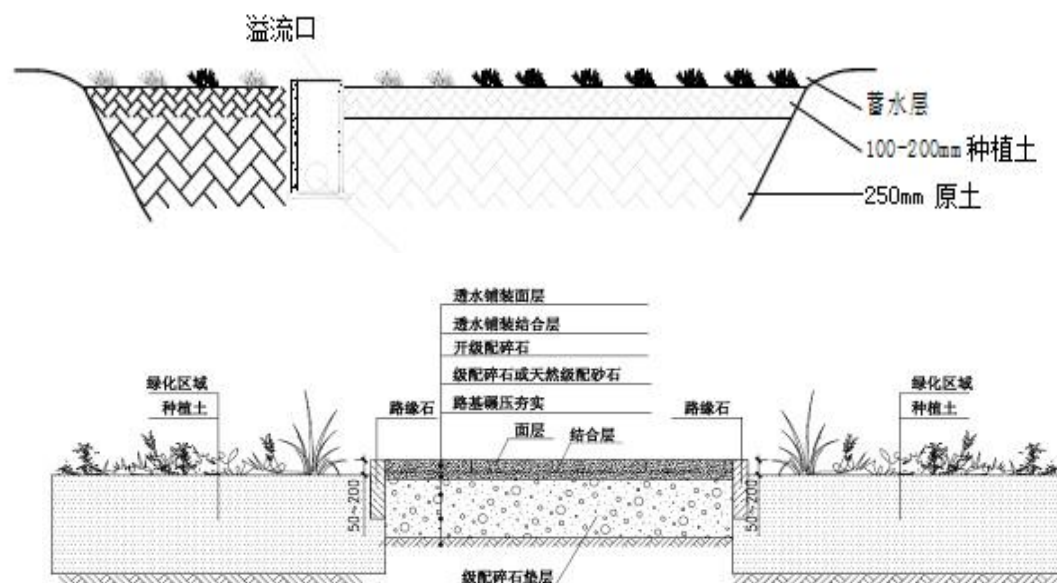 溢流口
蓄水层
100-200mm 种植土
250mm 原土
透水铺装面层
透水铺装结合层
开级配碎石
级配碎石或天然级配砂石
路基碾压夯实
绿化区域
种植土
路缘石
面层
结合层
路缘石
绿化区域
种植土
50~200
50~200
级配碎石垫层